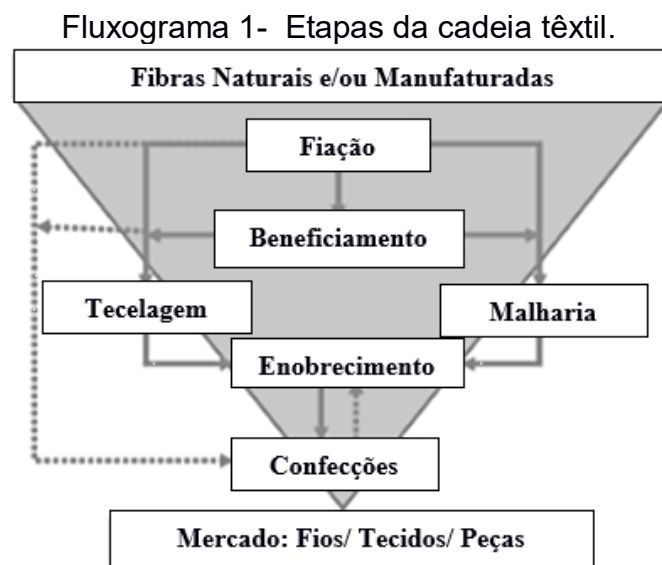 Fluxograma 1-  Etapas da cadeia têxtil.
Fibras Naturais e/ou Manufaturadas
Fiação
Beneficiamento
Tecelagem
Malharia
Enobrecimento
Confecções
Mercado: Fios/ Tecidos/ Peças